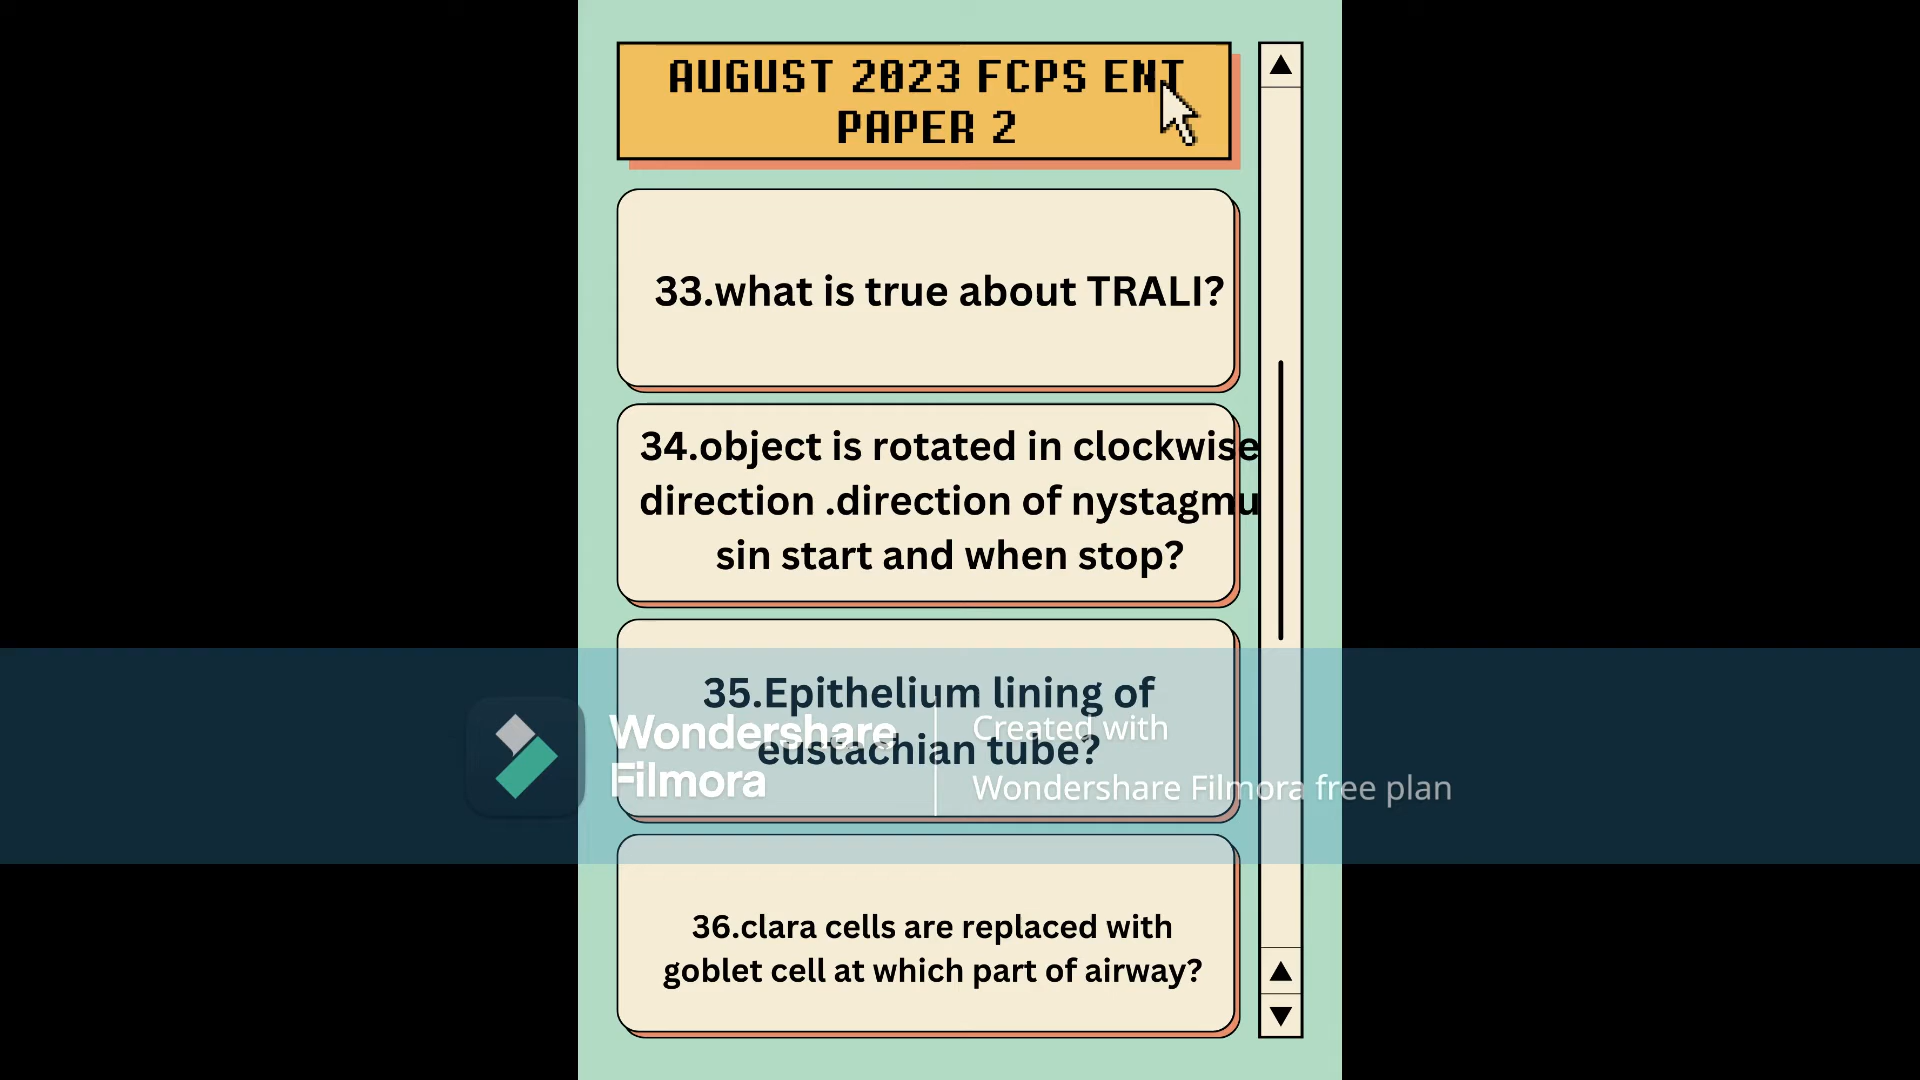 AUGUST 2023 FCPS ENT
PAPER 2
33.what is true about TRALI?
34.object is rotated in clockwise
direction .direction of nystagmu
sin start and when stop?
35.Epithelium lining of
eustachian tube?
Wondershare
Filmora
Created with
Wondershare Filmora free plan
36.clara cells are replaced with
goblet cell at which part of airway?